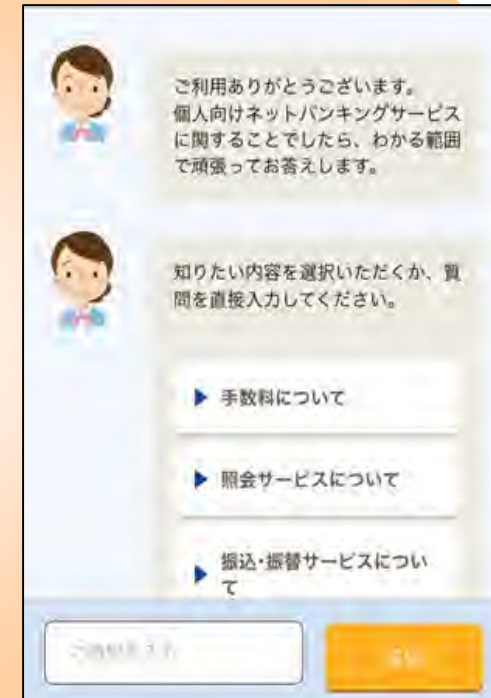 ご利用ありがとうございます。
個人向けネットバンキングサービス
に関することでしたら、わかる範囲
で頑張ってお答えします。
知りたい内容を選択いただくか、質
問を直接入力してください。
▶ 手数料について
▶ 照会サービスについて
▶ 振込・振替サービスについ
て